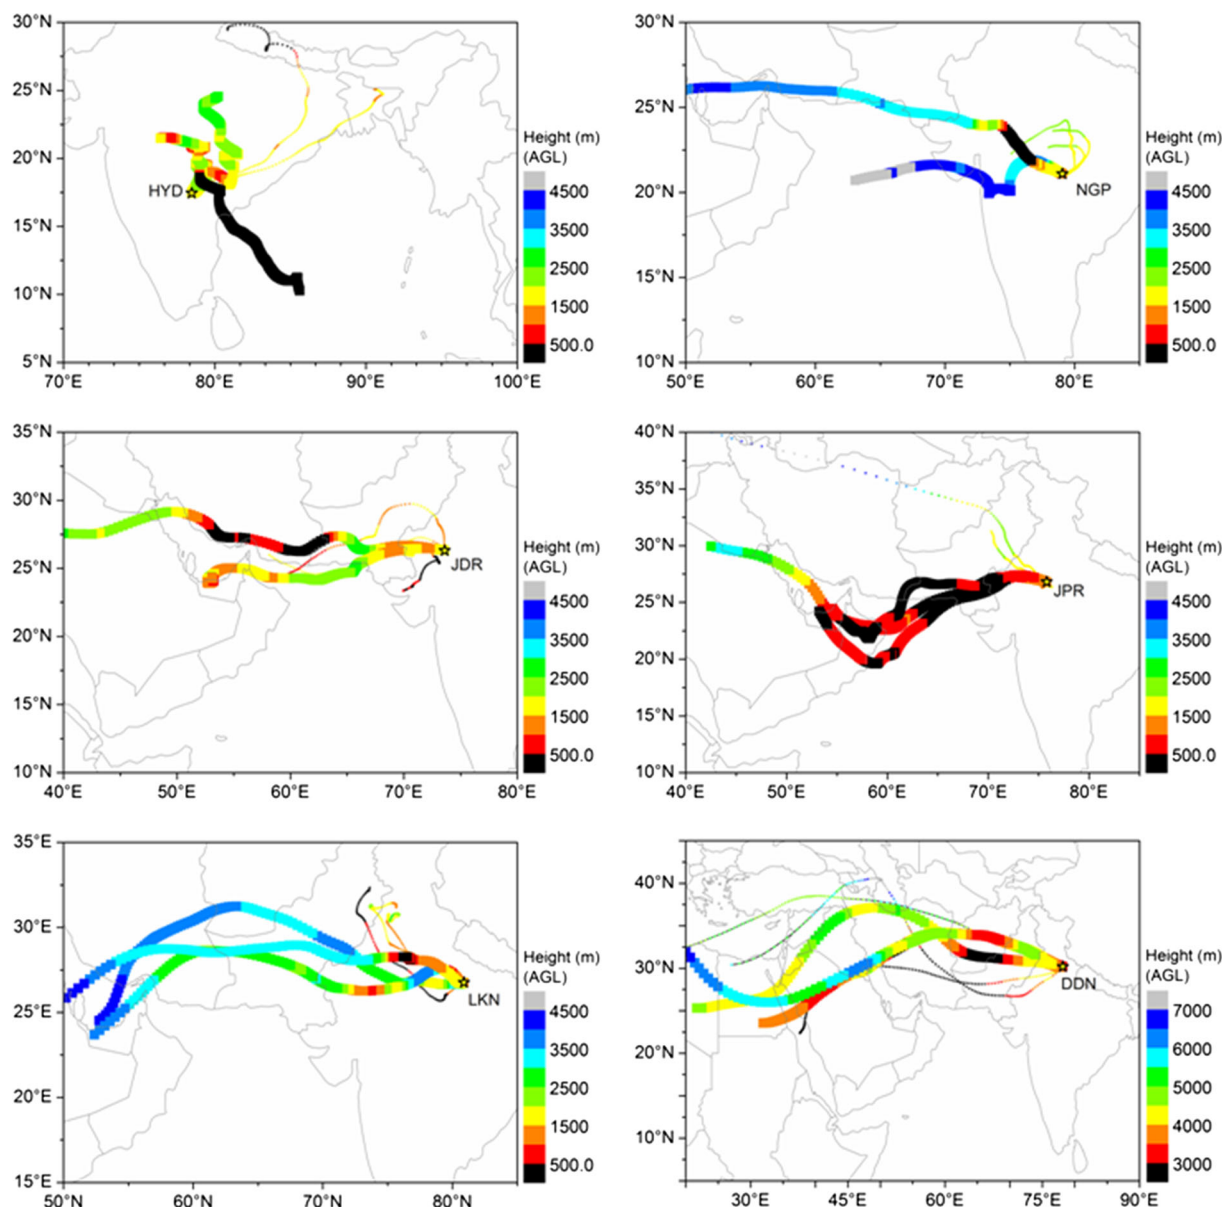 30°N
25°N
20°N
15°N
10°N
5°N
70°E
80°E
90°E
100°E
HYD
Height (m)
(AGL)
4500
3500
2500
1500
500.0
30°N
25°N
20°N
15°N
10°N
50°E
60°E
70°E
80°E
NGP
Height (m)
(AGL)
4500
3500
2500
1500
500.0
35°N
30°N
25°N
20°N
15°N
10°N
40°E
50°E
60°E
70°E
80°E
JDR
Height (m)
(AGL)
4500
3500
2500
1500
500.0
40°N
35°N
30°N
25°N
20°N
15°N
10°N
40°E
50°E
60°E
70°E
80°E
JPR
Height (m)
(AGL)
4500
3500
2500
1500
500.0
35°E
30°E
25°E
20°E
15°E
50°N
60°N
70°N
80°N
LKN
Height (m)
(AGL)
4500
3500
2500
1500
500.0
40°N
30°N
20°N
10°N
30°E
45°E
60°E
75°E
90°E
DDN
Height (m)
(AGL)
7000
6000
5000
4000
3000